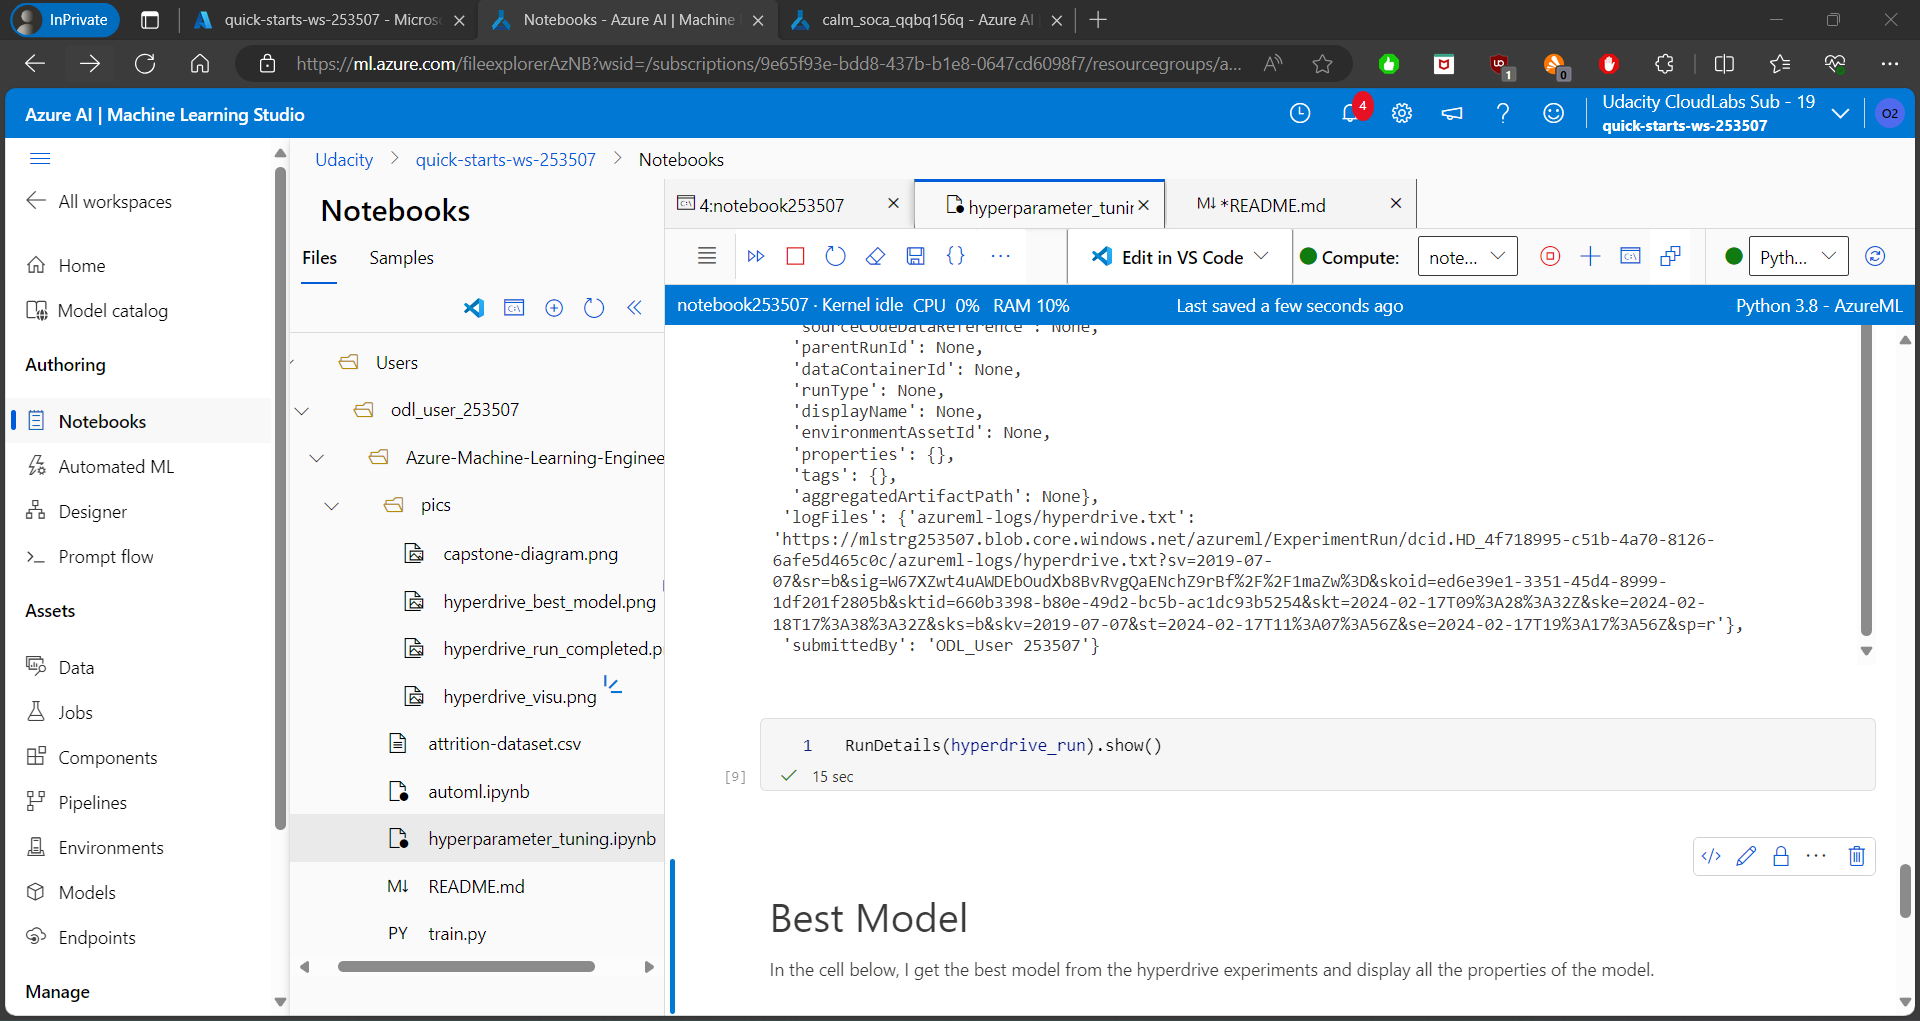 InPrivate
quick-starts-ws-253507 - Micros
Notebooks - Azure AI | Machine
calm_soca_qqbq156q - Azure AI
https://ml.azure.com/fileexplorerAzNB?wsid=/subscriptions/9e65f93e-bdd8-437b-b1e8-0647cd6098f7/resourcegroups/a...
1
0
Azure AI | Machine Learning Studio
4
Udacity CloudLabs Sub - 19
quick-starts-ws-253507
O2
All workspaces
Home
Model catalog
Authoring
Notebooks
Automated ML
Designer
Prompt flow
Assets
Data
Jobs
Components
Pipelines
Environments
Models
Endpoints
Manage
Udacity > quick-starts-ws-253507 > Notebooks
Notebooks
Files
Samples
Users
odl_user_253507
Azure-Machine-Learning-Enginee
pics
capstone-diagram.png
hyperdrive_best_model.png
hyperdrive_run_completed.p
hyperdrive_visu.png
attrition-dataset.csv
automl.ipynb
hyperparameter_tuning.ipynb
M↓ README.md
PY train.py
4:notebook253507
hyperparameter_tunin
M↓ *README.md
Edit in VS Code
Compute:
note...
Pyth...
notebook253507 · Kernel idle CPU 0% RAM 10%
Last saved a few seconds ago
Python 3.8 - AzureML
'sourceCodeDataReference': None,
'parentRunId': None,
'dataContainerId': None,
'runType': None,
'displayName': None,
'environmentAssetId': None,
'properties': {},
'tags': {},
'aggregatedArtifactPath': None},
'logFiles': {'azureml-logs/hyperdrive.txt':
'https://mlstrg253507.blob.core.windows.net/azureml/ExperimentRun/dcid.HD_4f718995-c51b-4a70-8126-
6afe5d465c0c/azureml-logs/hyperdrive.txt?sv=2019-07-
07&sr=b&sig=W67XZwt4uAWDEbOudXb8BvRvgQaENchZ9rBf%2F%2F1maZw%3D&skoid=ed6e39e1-3351-45d4-8999-
1df201f2805b&sktid=660b3398-b80e-49d2-bc5b-ac1dc93b5254&skt=2024-02-17T09%3A28%3A32Z&ske=2024-02-
18T17%3A38%3A32Z&sks=b&skv=2019-07-07&st=2024-02-17T11%3A07%3A56Z&se=2024-02-17T19%3A17%3A56Z&sp=r'},
'submittedBy': 'ODL_User 253507'}
1 RunDetails(hyperdrive_run).show()
[9]
15 sec
Best Model
In the cell below, I get the best model from the hyperdrive experiments and display all the properties of the model.